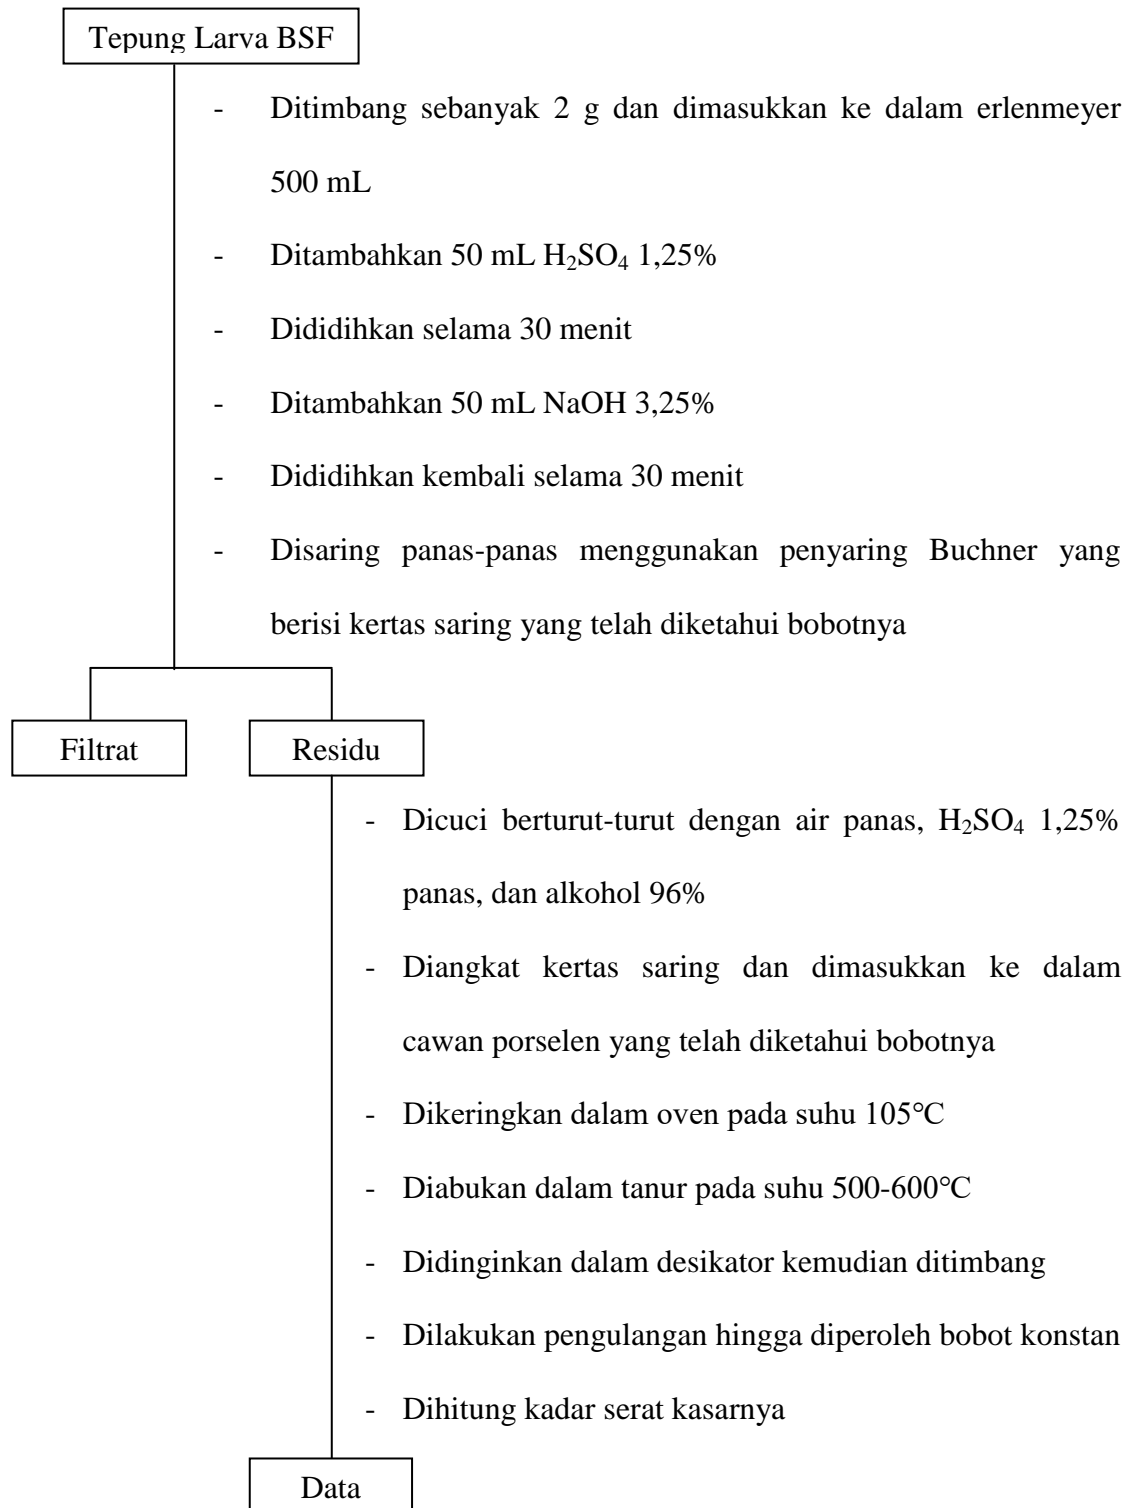 Tepung Larva BSF
- Ditimbang sebanyak 2 g dan dimasukkan ke dalam erlenmeyer
500 mL
- Ditambahkan 50 mL H₂SO₄ 1,25%
- Dididihkan selama 30 menit
- Ditambahkan 50 mL NaOH 3,25%
- Dididihkan kembali selama 30 menit
- Disaring panas-panas menggunakan penyaring Buchner yang
berisi kertas saring yang telah diketahui bobotnya
Filtrat
Residu
- Dicuci berturut-turut dengan air panas, H₂SO₄ 1,25%
panas, dan alkohol 96%
- Diangkat kertas saring dan dimasukkan ke dalam
cawan porselen yang telah diketahui bobotnya
- Dikeringkan dalam oven pada suhu 105℃
- Diabukan dalam tanur pada suhu 500-600℃
- Didinginkan dalam desikator kemudian ditimbang
- Dilakukan pengulangan hingga diperoleh bobot konstan
- Dihitung kadar serat kasarnya
Data